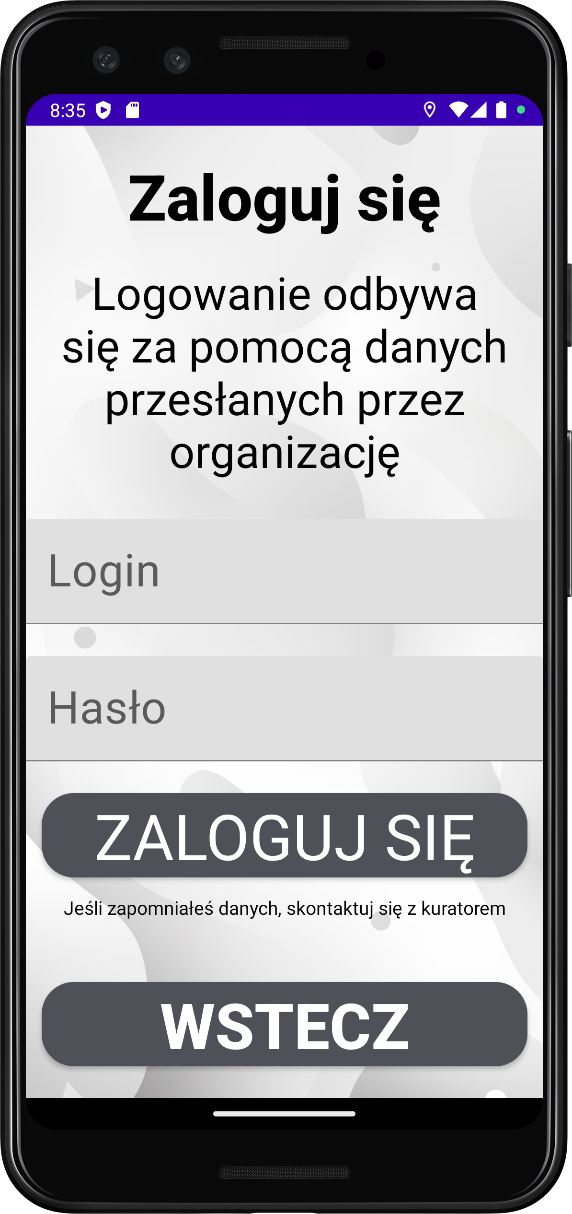 8:35
Zaloguj się
Logowanie odbywa
się za pomocą danych
przesłanych przez
organizację
Login
Hasło
ZALOGUJ SIĘ
Jeśli zapomniałeś danych, skontaktuj się z kuratorem
WSTECZ